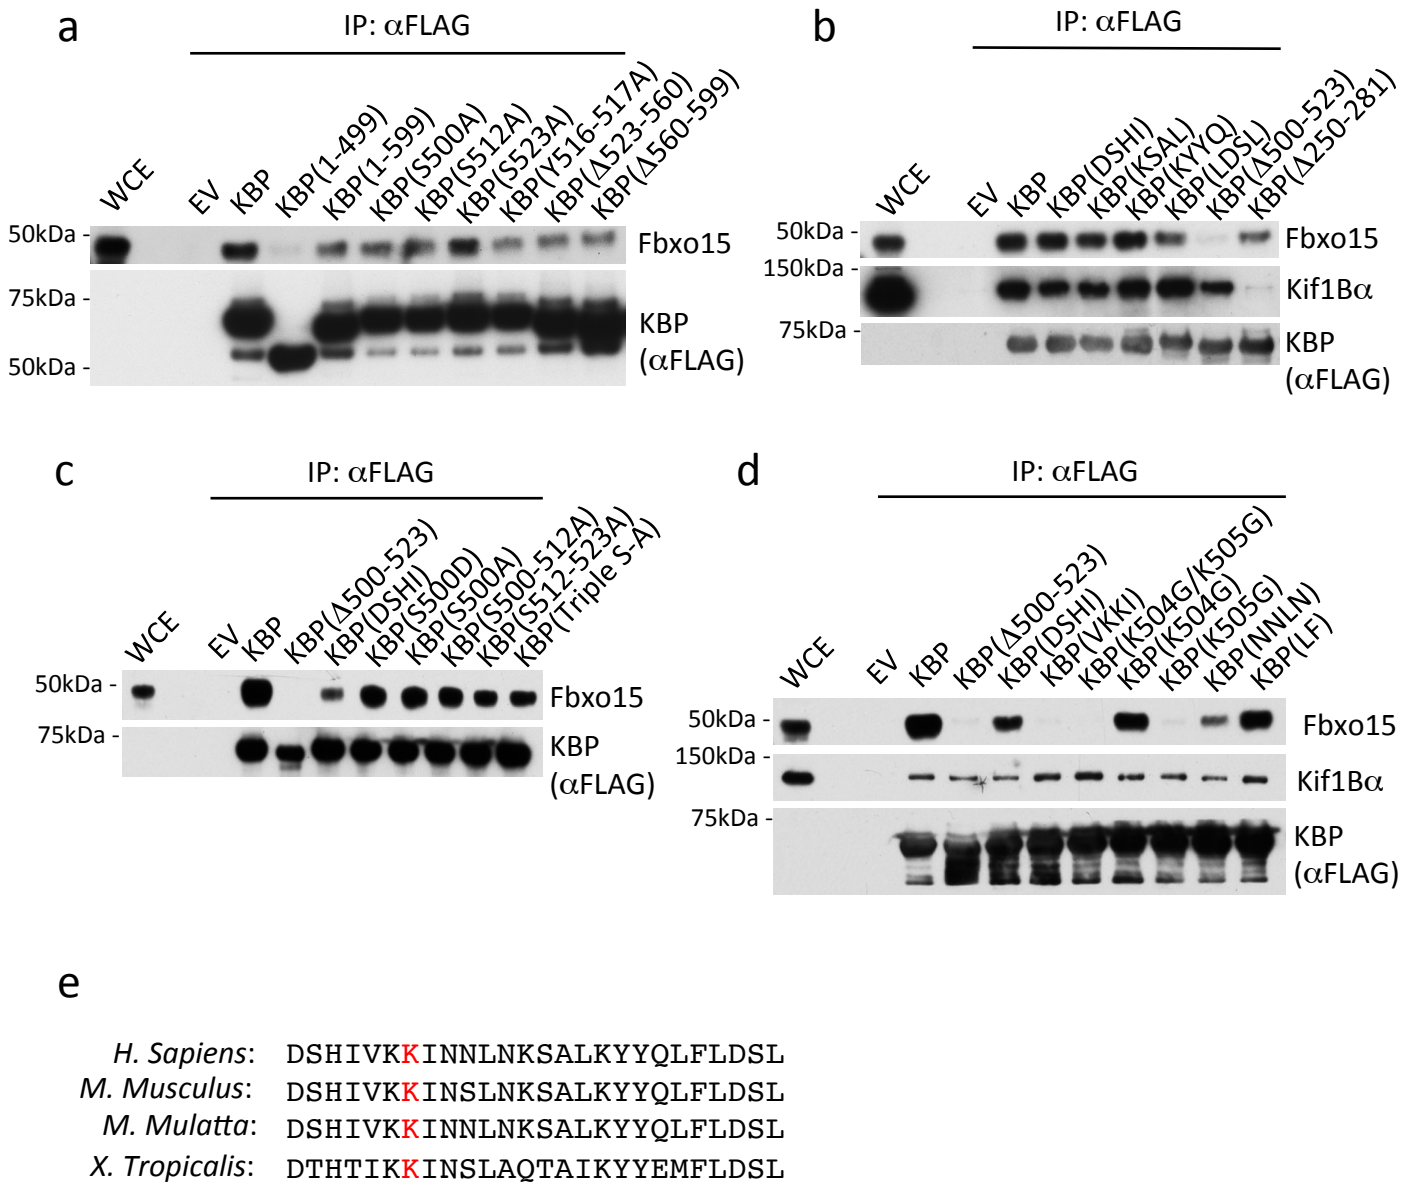 a
IP: αFLAG
WCE
EV
KBP
KBP(1-499)
KBP(1-599)
KBP(S500A)
KBP(S512A)
KBP(S523A)
KBP(Y516-517A)
KBP(Δ523-560)
KBP(Δ560-599)
50kDa -
Fbxo15
75kDa -
50kDa -
KBP
(αFLAG)
b
IP: αFLAG
WCE
EV
KBP
KBP(DSHI)
KBP(KSAL)
KBP(KYYQ)
KBP(LDSL)
KBP(Δ500-523)
KBP(Δ250-281)
50kDa -
Fbxo15
150kDa -
Kif1Bα
75kDa -
KBP
(αFLAG)
c
IP: αFLAG
WCE
EV
KBP
KBP(Δ500-523)
KBP(DSHI)
KBP(S500D)
KBP(S500A)
KBP(S500-512A)
KBP(S512-523A)
KBP(Triple S-A)
50kDa -
Fbxo15
75kDa -
KBP
(αFLAG)
d
IP: αFLAG
WCE
EV
KBP
KBP(Δ500-523)
KBP(DSHI)
KBP(VKKI)
KBP(K504G/K505G)
KBP(K504G)
KBP(K505G)
KBP(NNLN)
KBP(LF)
50kDa -
Fbxo15
150kDa -
Kif1Bα
75kDa -
KBP
(αFLAG)
e
H. Sapiens: DSHIVKKINNLNKSALKYYQLFLDSL
M. Musculus: DSHIVKKINSLNKSALKYYQLFLDSL
M. Mulatta: DSHIVKKINNLNKSALKYYQLFLDSL
X. Tropicalis: DTHTIKKINSLAQTAIKYYEMFLDSL